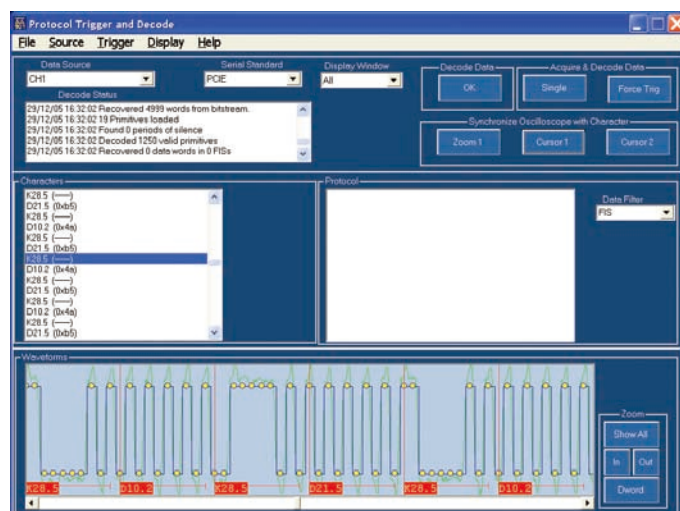 Protocol Trigger and Decode
File Source Trigger Display Help
Data Source
CH1
Serial Standard
PCIE
Display Window
All
Decode Data
OK
Acquire & Decode Data
Single
Force Trig
Decode Status
29/12/05 16:32:02 Recovered 4999 words from bitstream.
29/12/05 16:32:02 19 Primitives loaded
29/12/05 16:32:02 Found 0 periods of silence
29/12/05 16:32:02 Decoded 1250 valid primitives
29/12/05 16:32:02 Recovered 0 data words in 0 FISs
Synchronize Oscilloscope with Character
Zoom 1
Cursor 1
Cursor 2
Characters
K28.5 (-----)
D21.5 (0xb5)
K28.5 (-----)
D10.2 (0x4a)
K28.5 (-----)
D21.5 (0xb5)
K28.5 (-----)
D10.2 (0x4a)
K28.5 (-----)
D21.5 (0xb5)
K28.5 (-----)
D10.2 (0x4a)
K28.5 (-----)
D21.5 (0xb5)
Protocol
Data Filter
FIS
Waveforms
K28.5 D10.2 K28.5 D21.5 K28.5 D10.2
Zoom
Show All
In Out
Dword